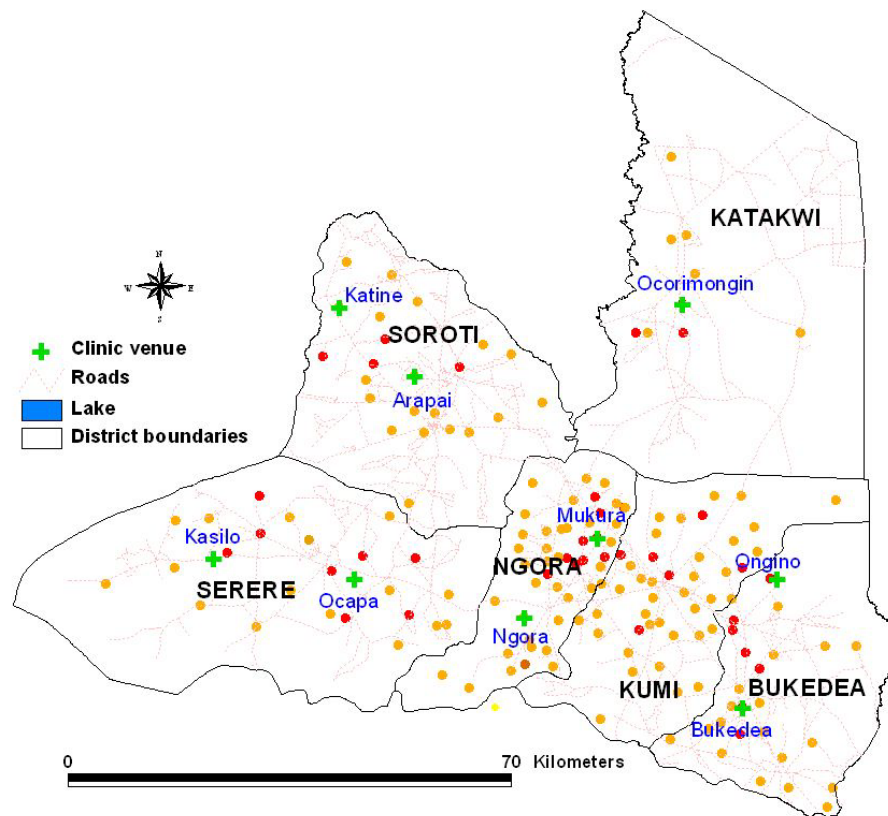 KATAKWI
Ocorimongin
N
W E
S
Katine
SOROTI
Arapai
Clinic venue
Roads
Lake
District boundaries
Mukura
Kasilo
NGORA
Ongino
SERERE
Ocapa
Ngora
KUMI
BUKEDEA
Bukedea
0 70 Kilometers